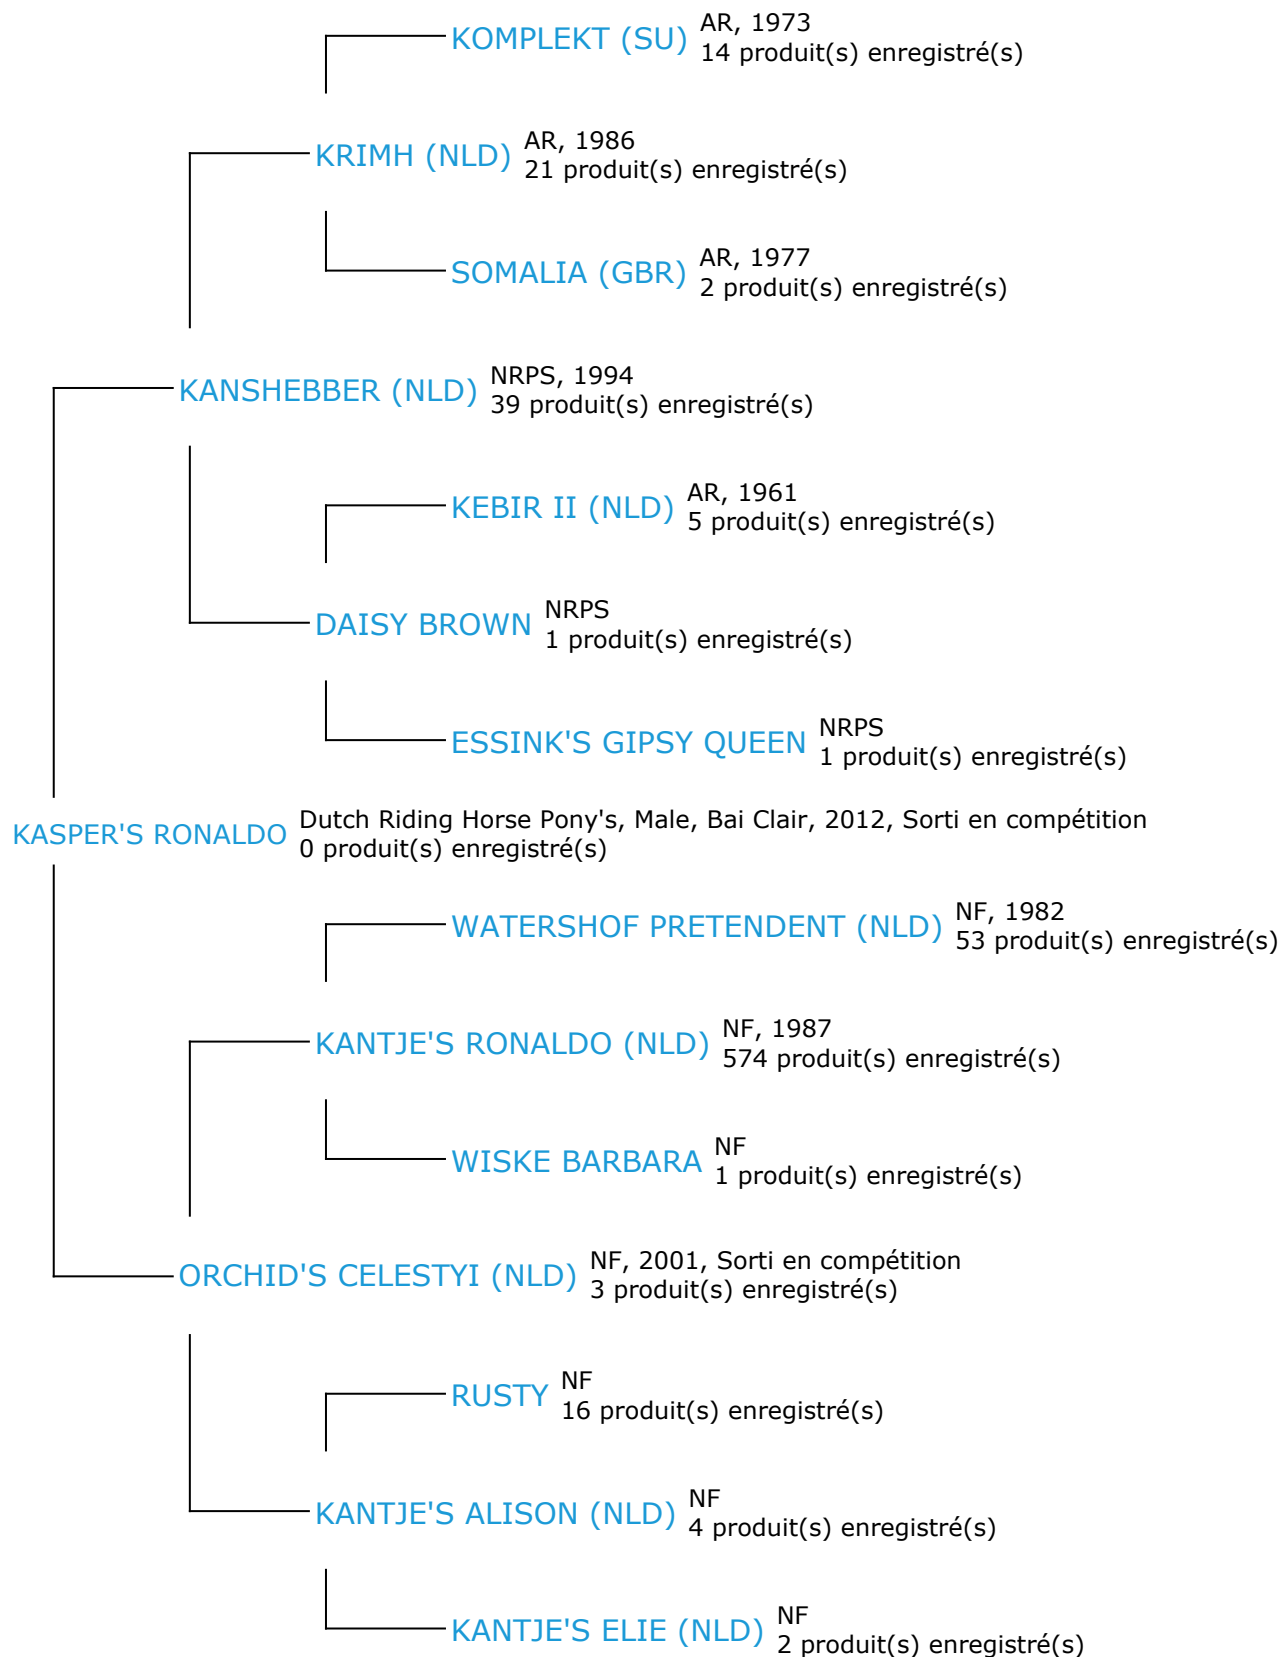 KOMPLEKT (SU) AR, 1973
14 produit(s) enregistré(s)
KRIMH (NLD) AR, 1986
21 produit(s) enregistré(s)
SOMALIA (GBR) AR, 1977
2 produit(s) enregistré(s)
KANSHEBBER (NLD) NRPS, 1994
39 produit(s) enregistré(s)
KEBIR II (NLD) AR, 1961
5 produit(s) enregistré(s)
DAISY BROWN NRPS
1 produit(s) enregistré(s)
ESSINK'S GIPSY QUEEN NRPS
1 produit(s) enregistré(s)
KASPER'S RONALDO Dutch Riding Horse Pony's, Male, Bai Clair, 2012, Sorti en compétition
0 produit(s) enregistré(s)
WATERSHOF PRETENDENT (NLD) NF, 1982
53 produit(s) enregistré(s)
KANTJE'S RONALDO (NLD) NF, 1987
574 produit(s) enregistré(s)
WISKE BARBARA NF
1 produit(s) enregistré(s)
ORCHID'S CELESTYI (NLD) NF, 2001, Sorti en compétition
3 produit(s) enregistré(s)
RUSTY NF
16 produit(s) enregistré(s)
KANTJE'S ALISON (NLD) NF
4 produit(s) enregistré(s)
KANTJE'S ELIE (NLD) NF
2 produit(s) enregistré(s)